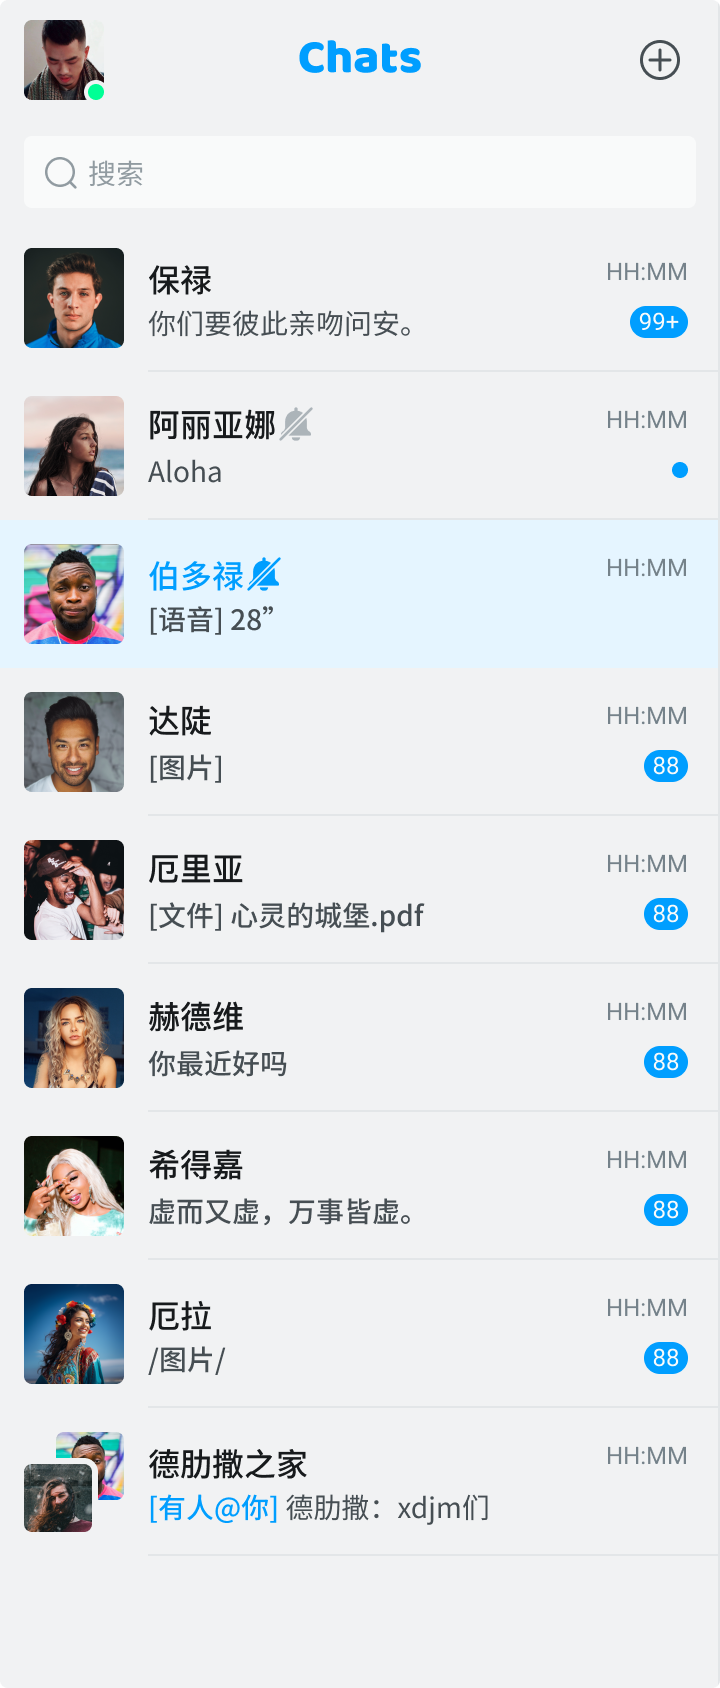 Chats
搜索
保禄 HH:MM
你们要彼此亲吻问安。 99+
阿丽亚娜 HH:MM
Aloha
伯多禄 HH:MM
[语音] 28”
达陡 HH:MM
[图片] 88
厄里亚 HH:MM
[文件] 心灵的城堡.pdf 88
赫德维 HH:MM
你最近好吗 88
希得嘉 HH:MM
虚而又虚，万事皆虚。 88
厄拉 HH:MM
/图片/ 88
德肋撒之家 HH:MM
[有人@你] 德肋撒：xdjm们